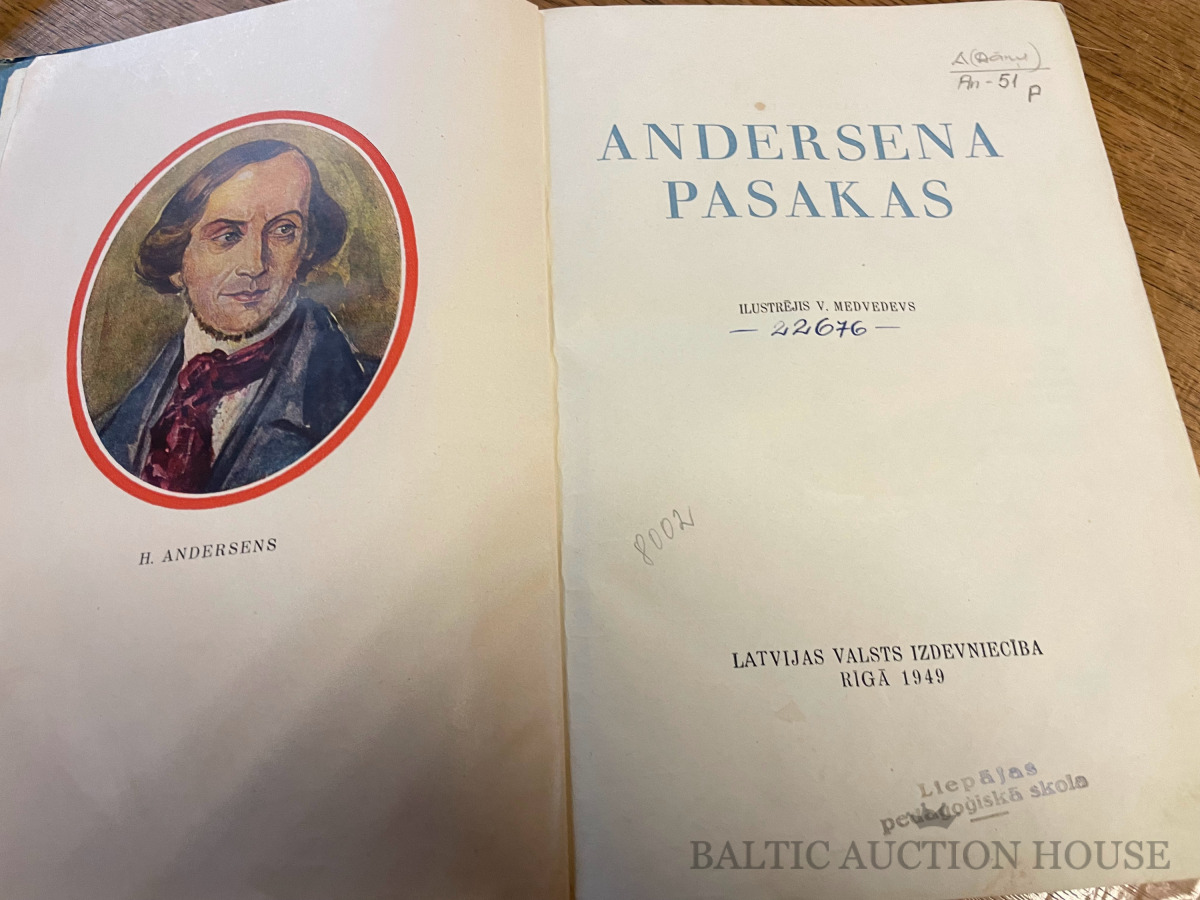 H. ANDERSENS
An-51
P
ANDERSENA
PASAKAS
ILUSTRĒJIS V. MEDVEDEVS
— 22676 —
8002
LATVIJAS VALSTS IZDEVNIECĪBA
RĪGĀ 1949
Liepājas
pedagoģiskā skola
BALTIC AUCTION HOUSE